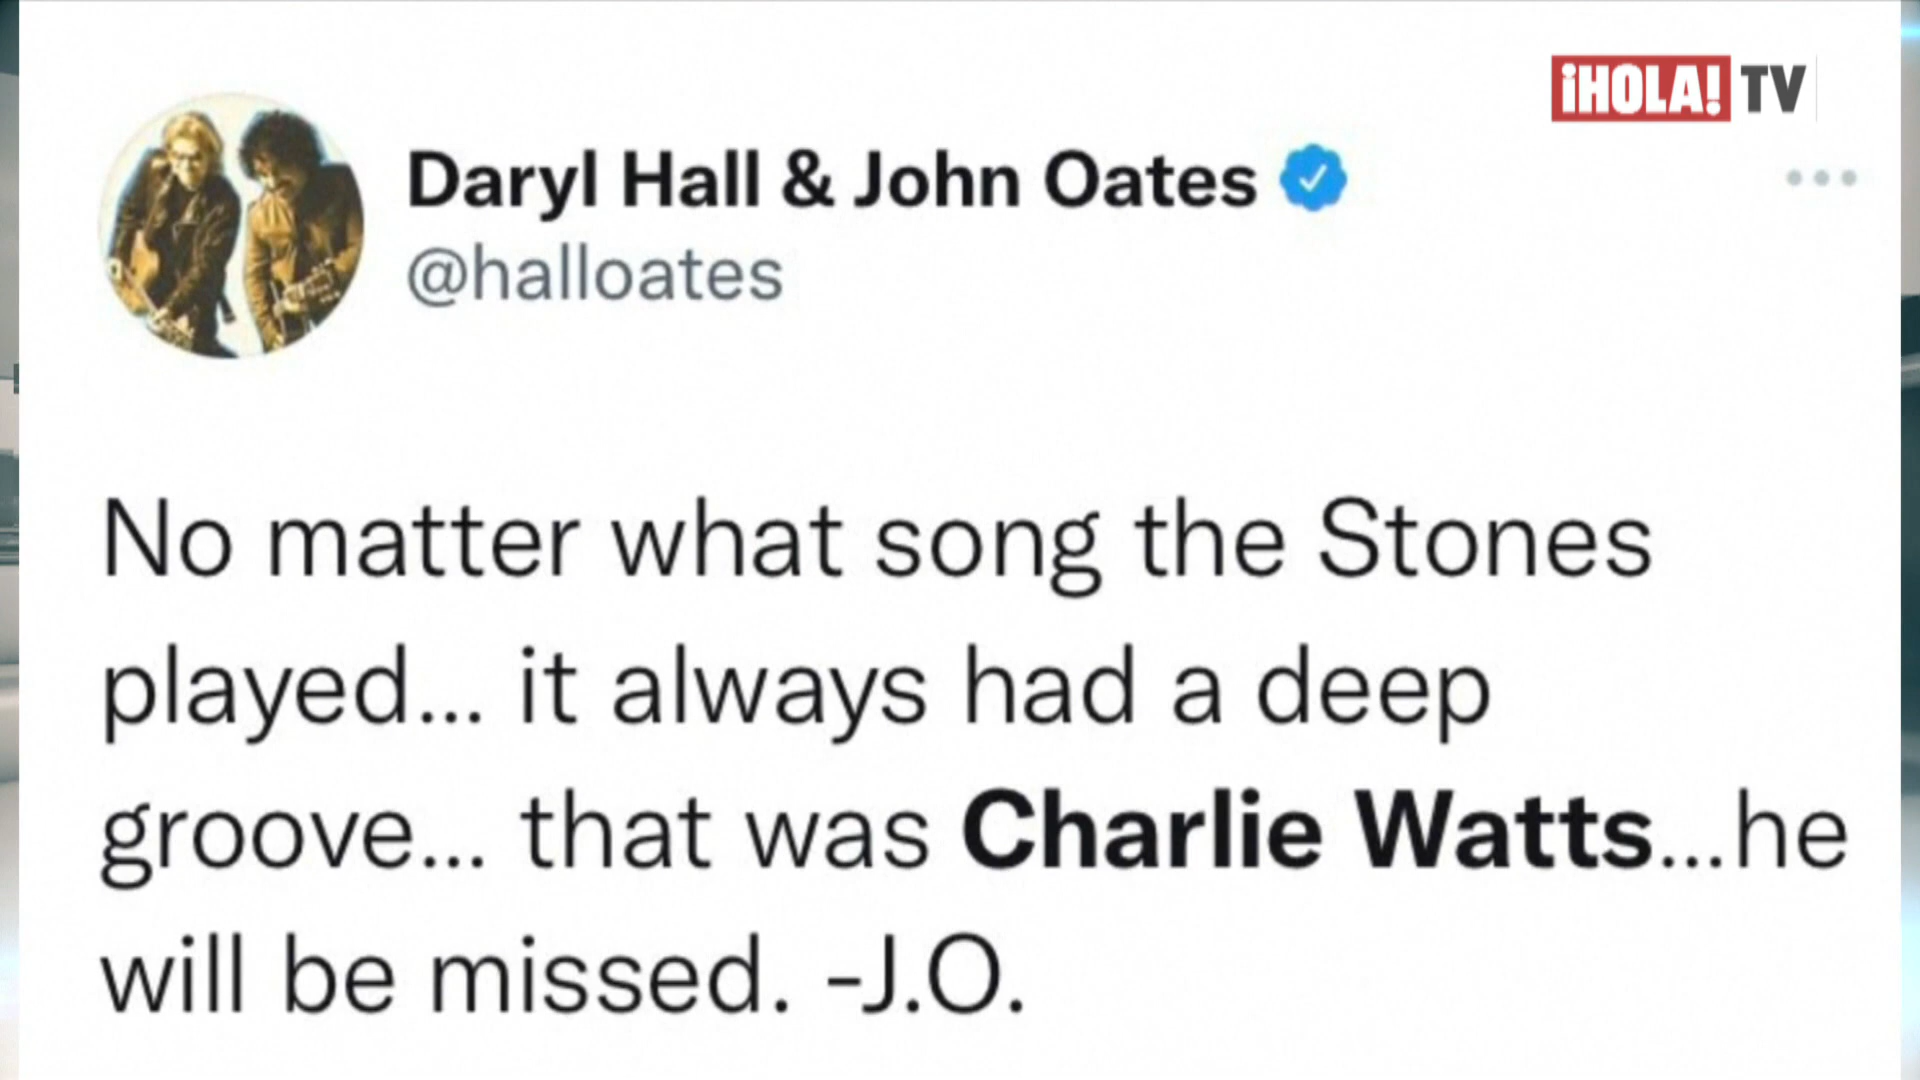 ¡HOLA! TV
Daryl Hall & John Oates
@halloates
No matter what song the Stones
played... it always had a deep
groove... that was Charlie Watts...he
will be missed. -J.O.